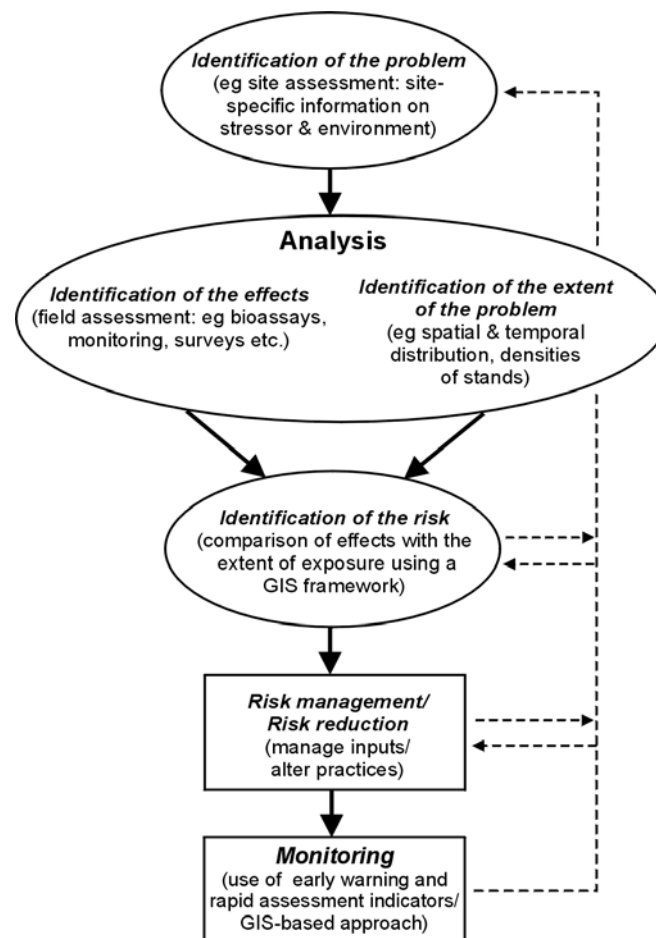 Identification of the problem
(eg site assessment: site-
specific information on
stressor & environment)
Analysis
Identification of the effects
(field assessment: eg bioassays,
monitoring, surveys etc.)
Identification of the extent
of the problem
(eg spatial & temporal
distribution, densities
of stands)
Identification of the risk
(comparison of effects with the
extent of exposure using a
GIS framework)
Risk management/
Risk reduction
(manage inputs/
alter practices)
Monitoring
(use of early warning and
rapid assessment indicators/
GIS-based approach)